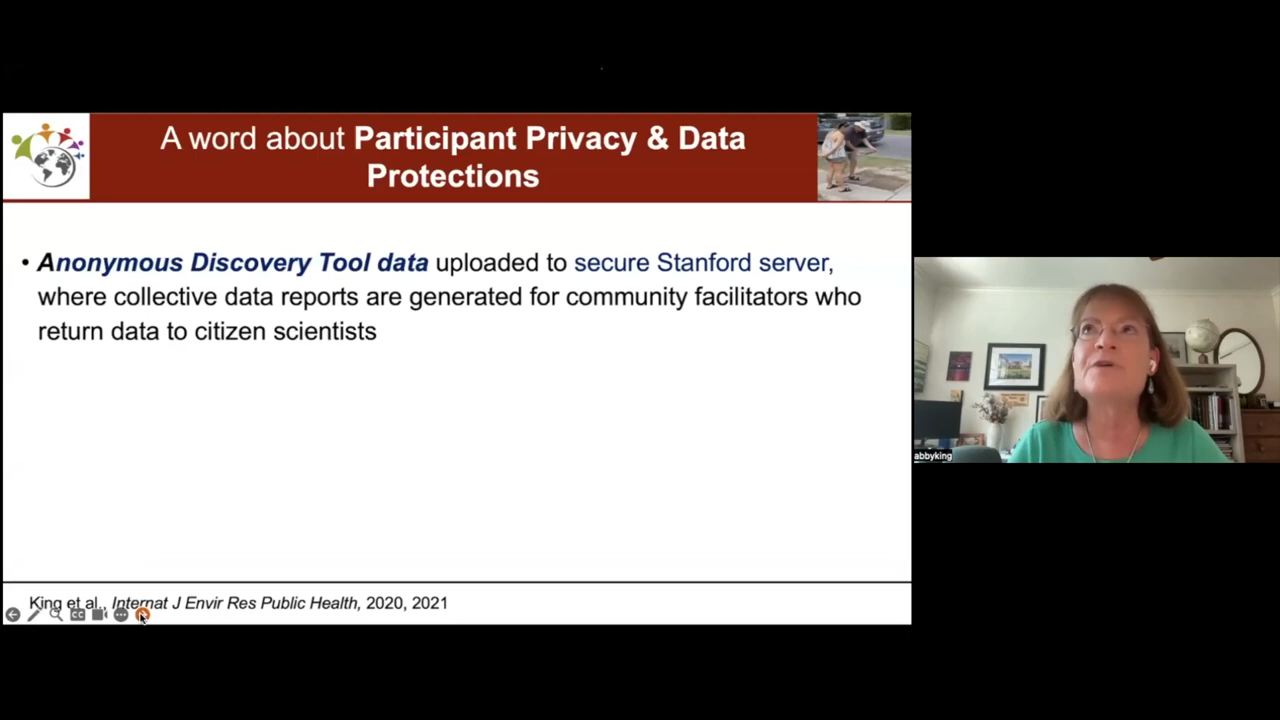 A word about Participant Privacy & Data
Protections
• Anonymous Discovery Tool data uploaded to secure Stanford server,
where collective data reports are generated for community facilitators who
return data to citizen scientists
abbyking
King et al., Internat J Envir Res Public Health, 2020, 2021
CC